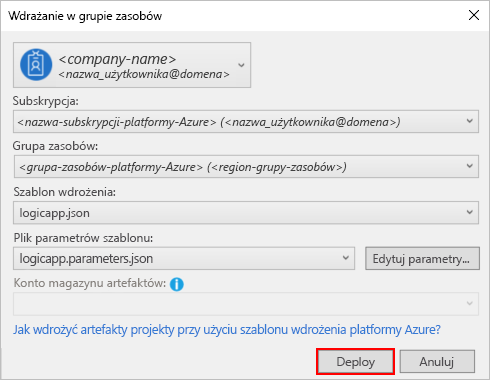 Wdrażanie w grupie zasobów
<company-name>
<nazwa_użytkownika@domena>
Subskrypcja:
<nazwa-subskrypcji-platformy-Azure> (<nazwa_użytkownika@domena>)
Grupa zasobów:
<grupa-zasobów-platformy-Azure> (<region-grupy-zasobów>)
Szablon wdrożenia:
logicapp.json
Plik parametrów szablonu:
logicapp.parameters.json
Edytuj parametry...
Konto magazynu artefaktów:
Jak wdrożyć artefakty projekty przy użyciu szablonu wdrożenia platformy Azure?
Deploy
Anuluj